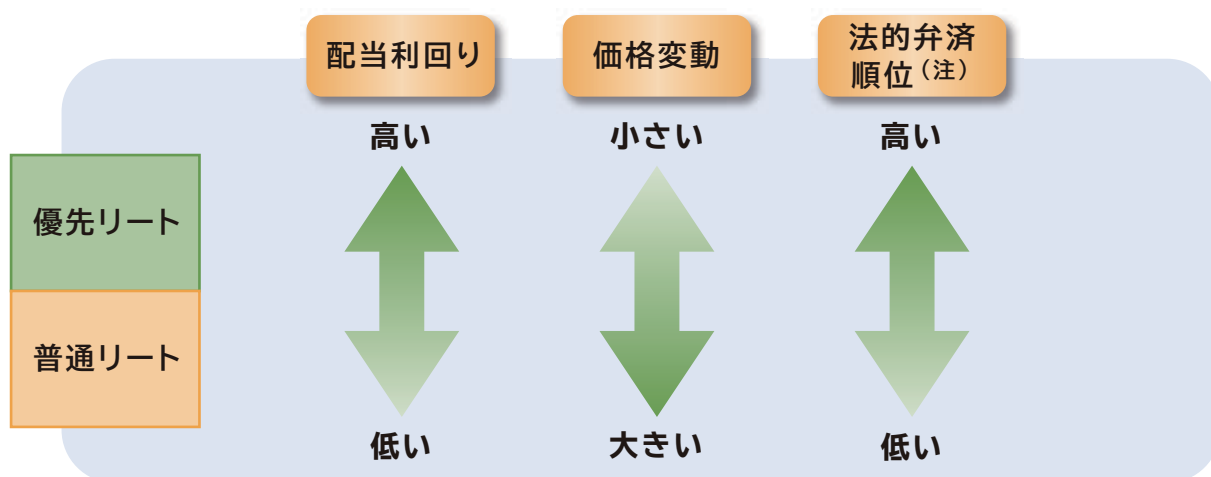 配当利回り
価格変動
法的弁済
順位(注)
高い
小さい
高い
優先リート
普通リート
低い
大きい
低い